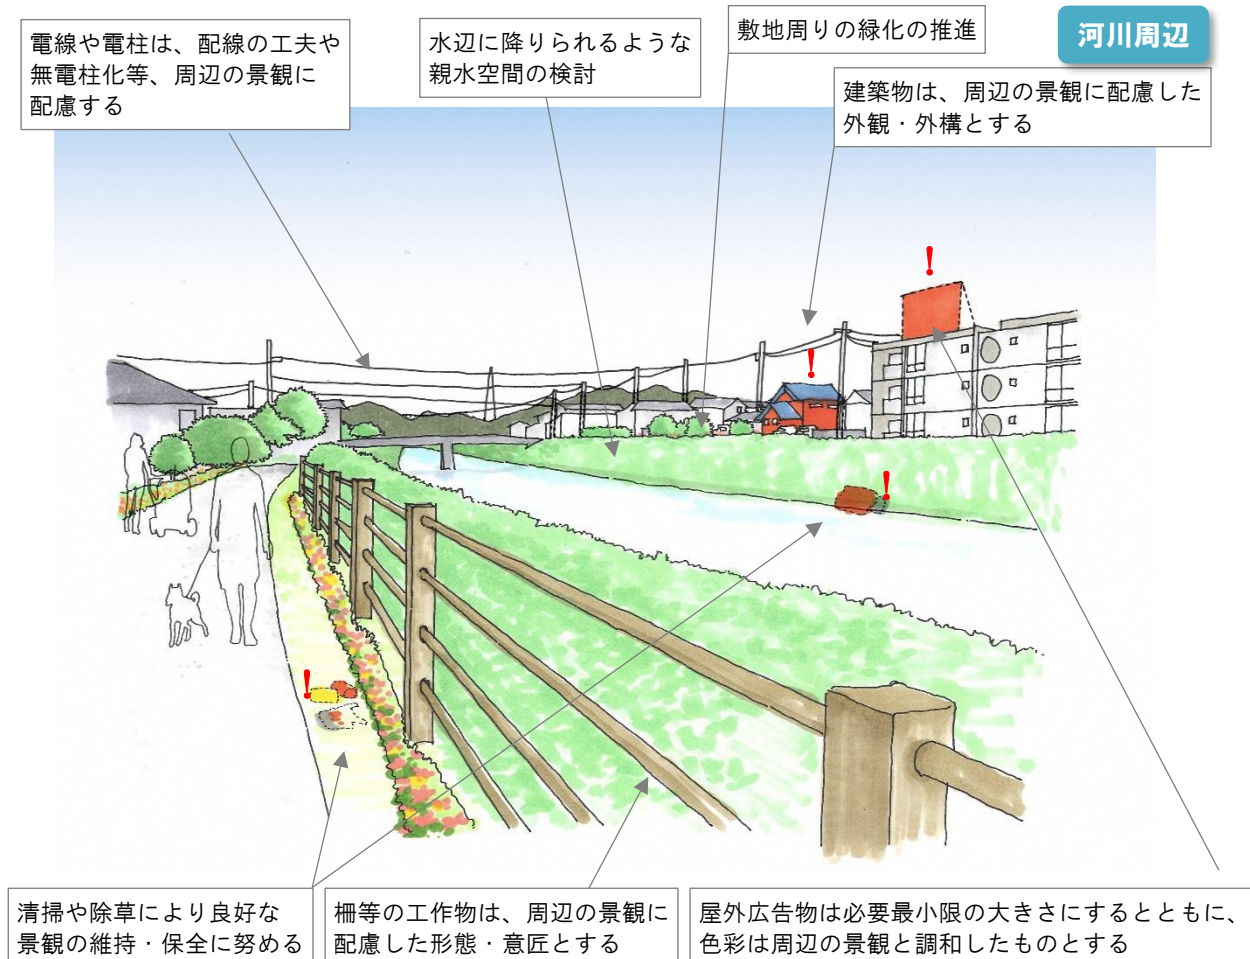 河川周辺
電線や電柱は、配線の工夫や
無電柱化等、周辺の景観に
配慮する
水辺に降りられるような
親水空間の検討
敷地周りの緑化の推進
建築物は、周辺の景観に配慮した
外観・外構とする
!
!
!
!
清掃や除草により良好な
景観の維持・保全に努める
柵等の工作物は、周辺の景観に
配慮した形態・意匠とする
屋外広告物は必要最小限の大きさにするとともに、
色彩は周辺の景観と調和したものとする